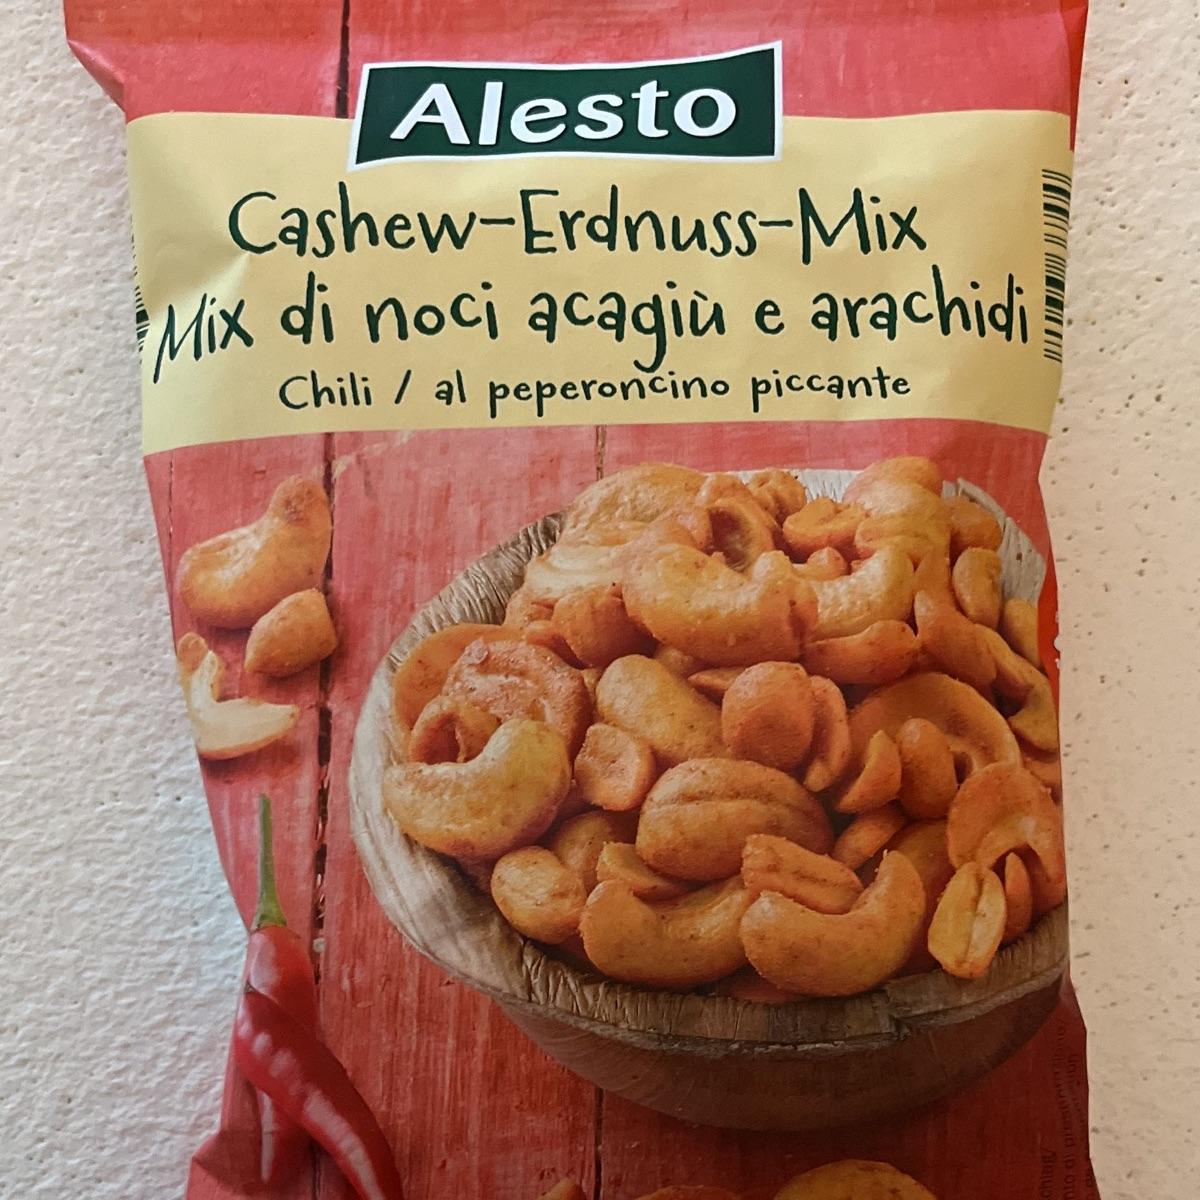 Alesto
Cashew-Erdnuss-Mix
Mix di noci acagiù e arachidi
Chili / al peperoncino piccante